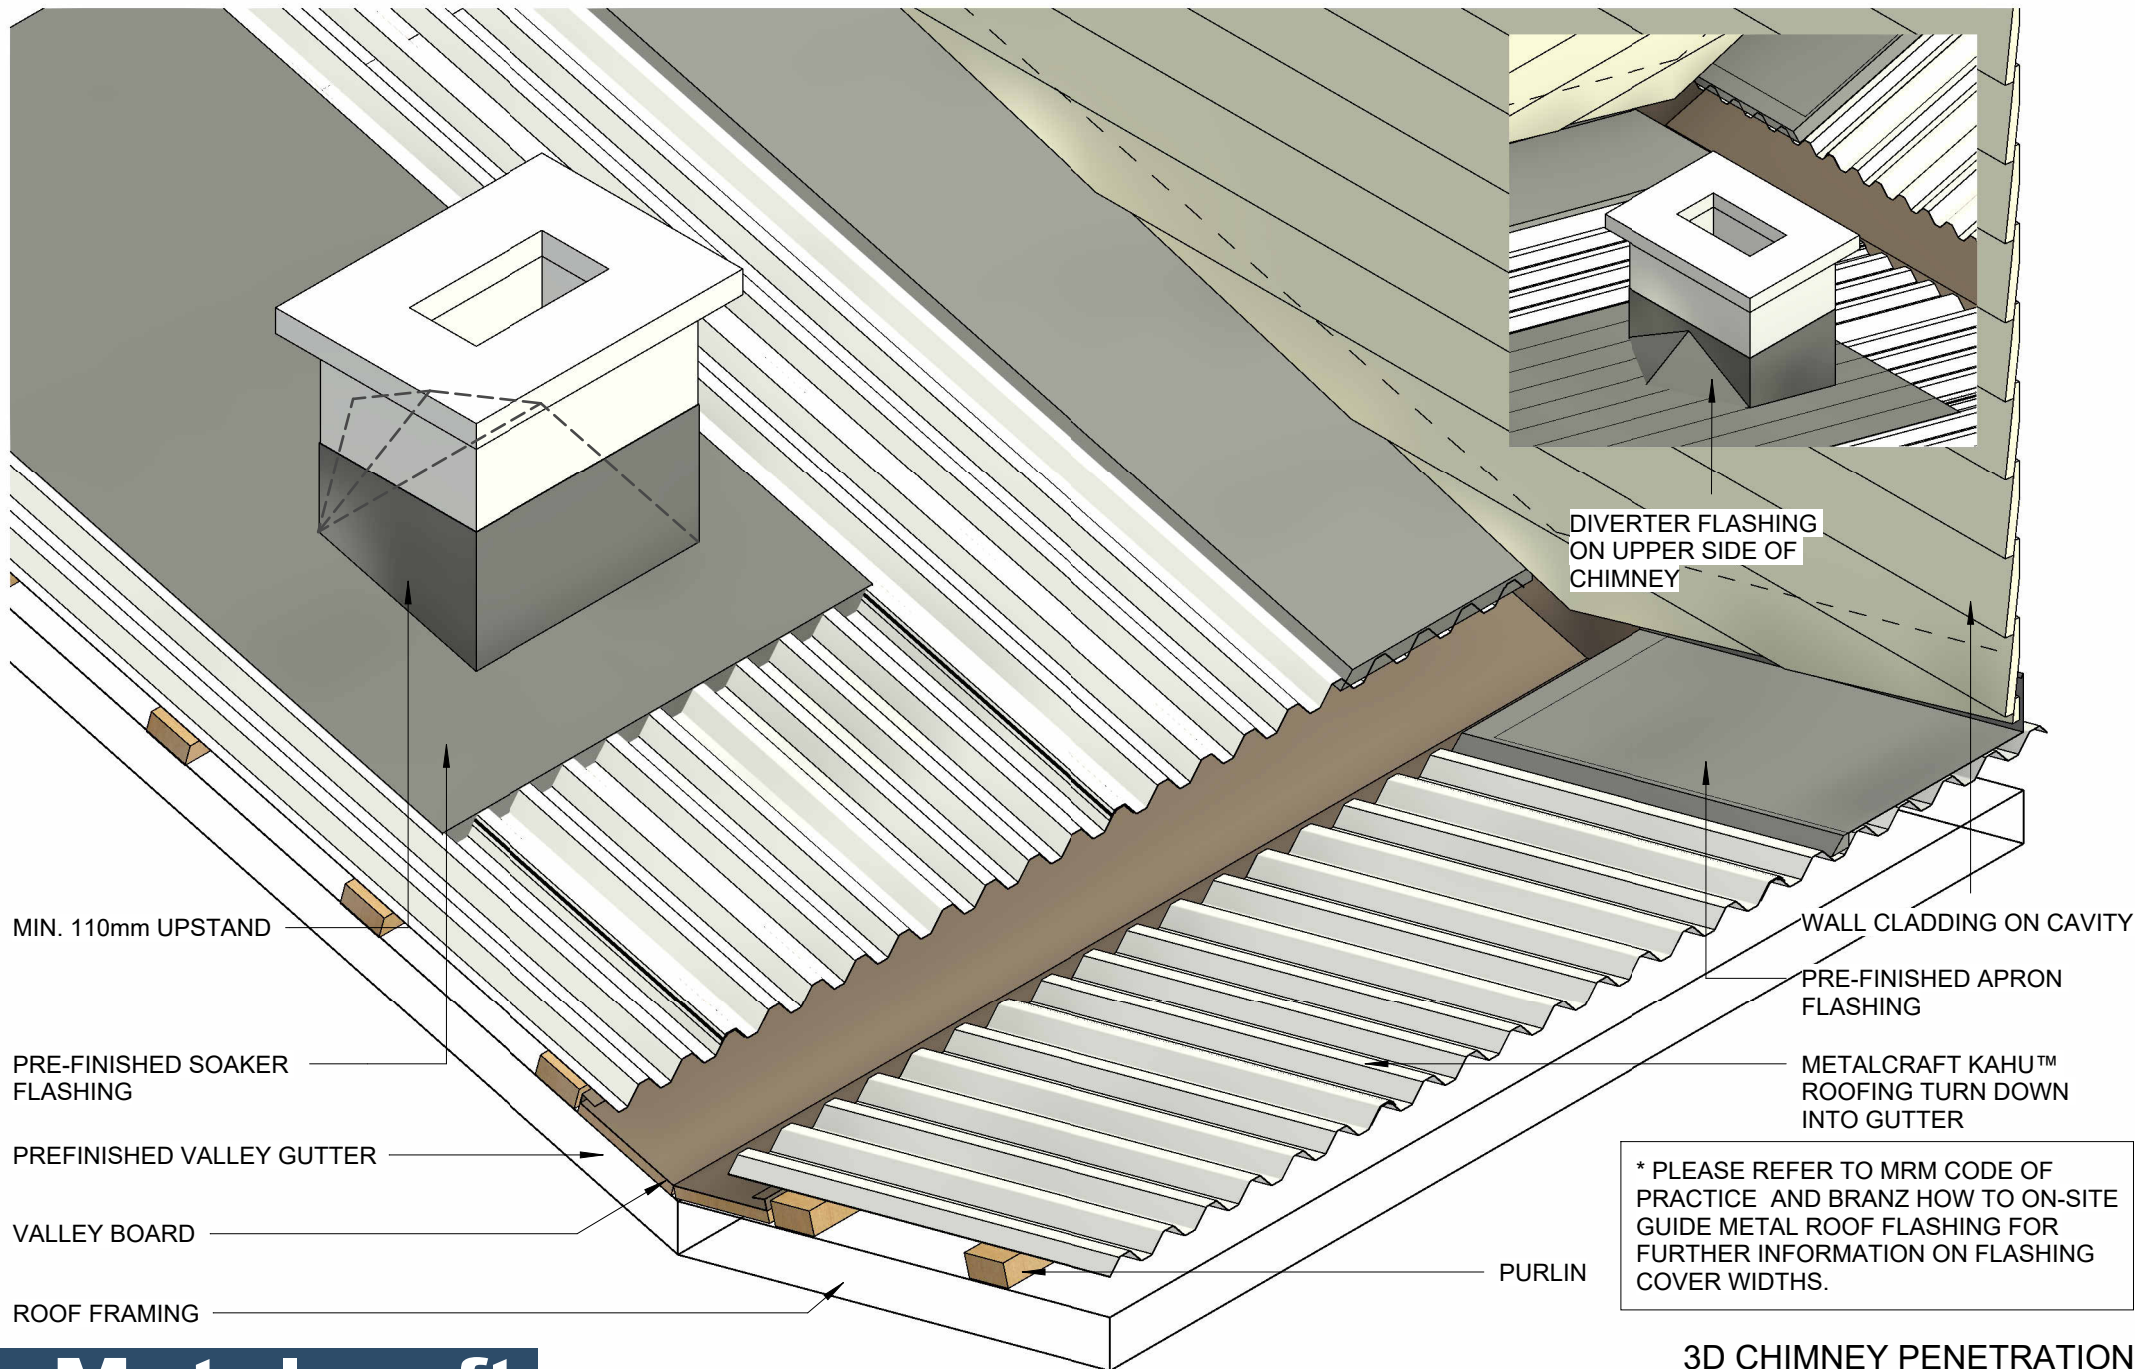 DIVERTER FLASHING
ON UPPER SIDE OF
CHIMNEY
MIN. 110mm UPSTAND
PRE-FINISHED SOAKER
FLASHING
PREFINISHED VALLEY GUTTER
VALLEY BOARD
ROOF FRAMING
WALL CLADDING ON CAVITY
PRE-FINISHED APRON
FLASHING
METALCRAFT KAHU™
ROOFING TURN DOWN
INTO GUTTER
PURLIN
* PLEASE REFER TO MRM CODE OF
PRACTICE AND BRANZ HOW TO ON-SITE
GUIDE METAL ROOF FLASHING FOR
FURTHER INFORMATION ON FLASHING
COVER WIDTHS.
Metalcraft
3D CHIMNEY PENETRATION